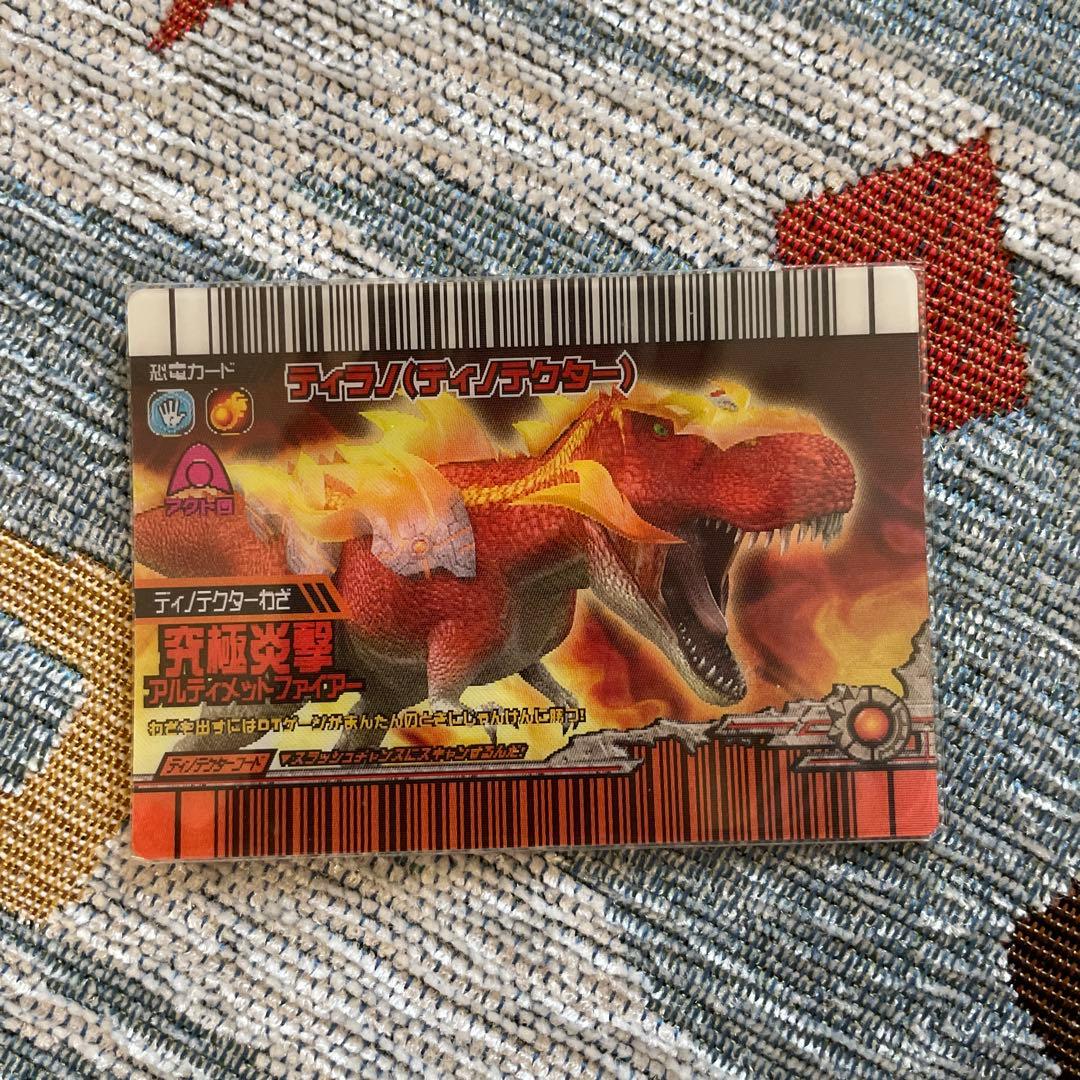 恐竜カード
ティラノ(ディノテクター)
アクト団
ディノテクターわざ
究極炎撃
アルティメットファイアー
わざを出すにはロイゲージがまんたんのときにじゃんけんに勝つ!
ディノテクターコード
▼スラッシュチャンスにスキャンするんだ!